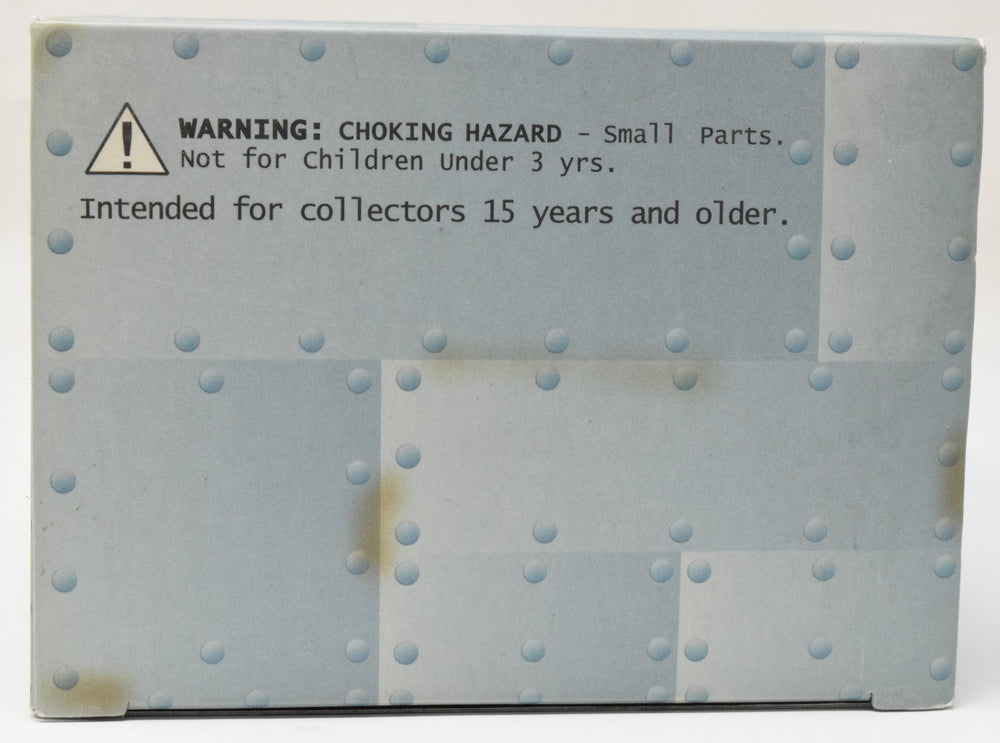 WARNING: CHOKING HAZARD – Small Parts.
Not for Children Under 3 yrs.
Intended for collectors 15 years and older.